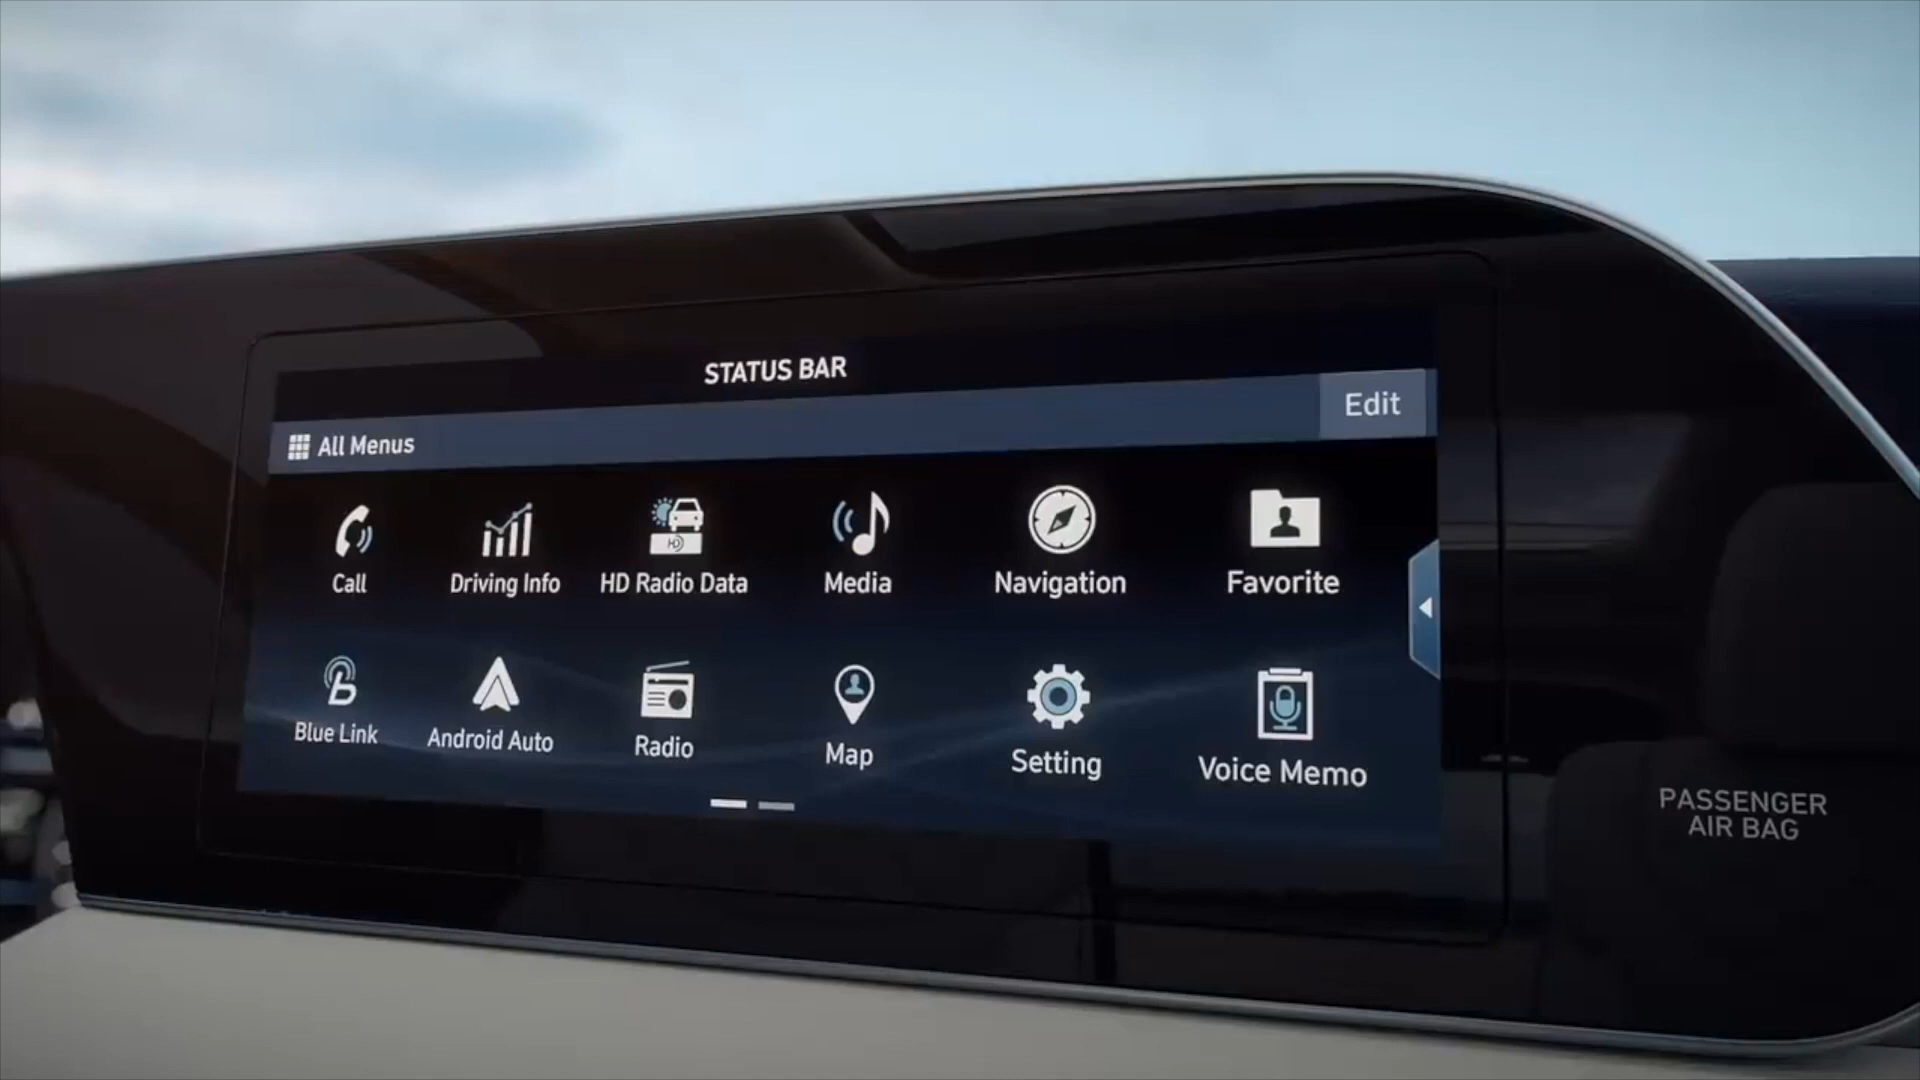 STATUS BAR
Edit
All Menus
Call
Driving Info
HD Radio Data
Media
Navigation
Favorite
Blue Link
Android Auto
Radio
Map
Setting
Voice Memo
PASSENGER
AIR BAG